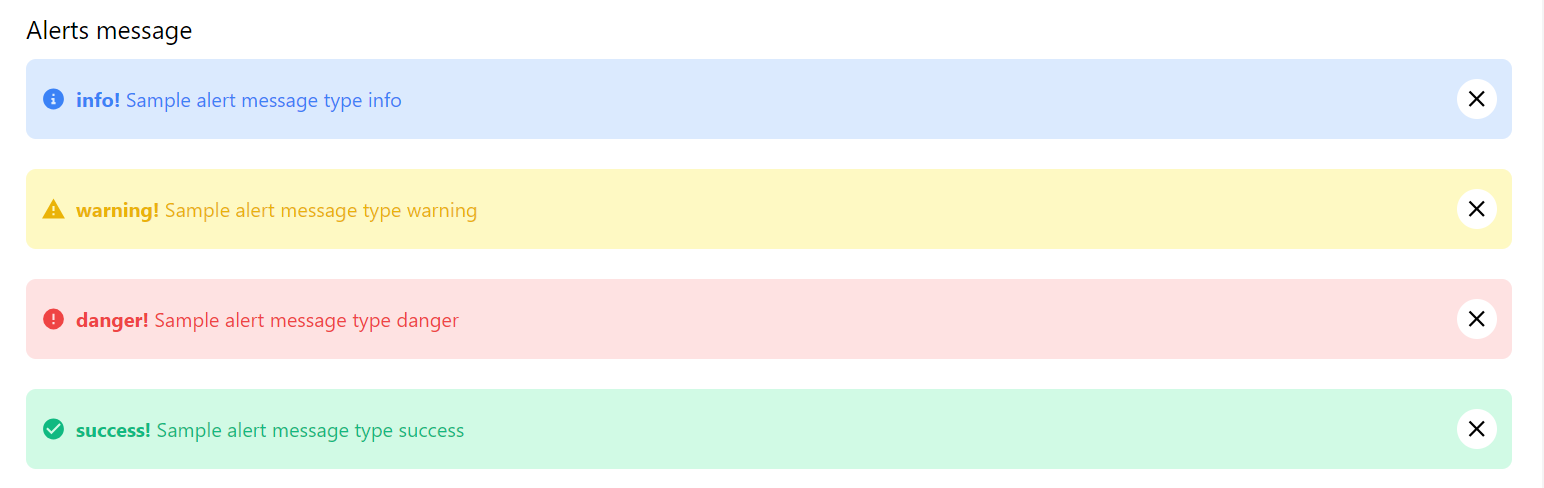 Alerts message
info! Sample alert message type info
warning! Sample alert message type warning
danger! Sample alert message type danger
success! Sample alert message type success